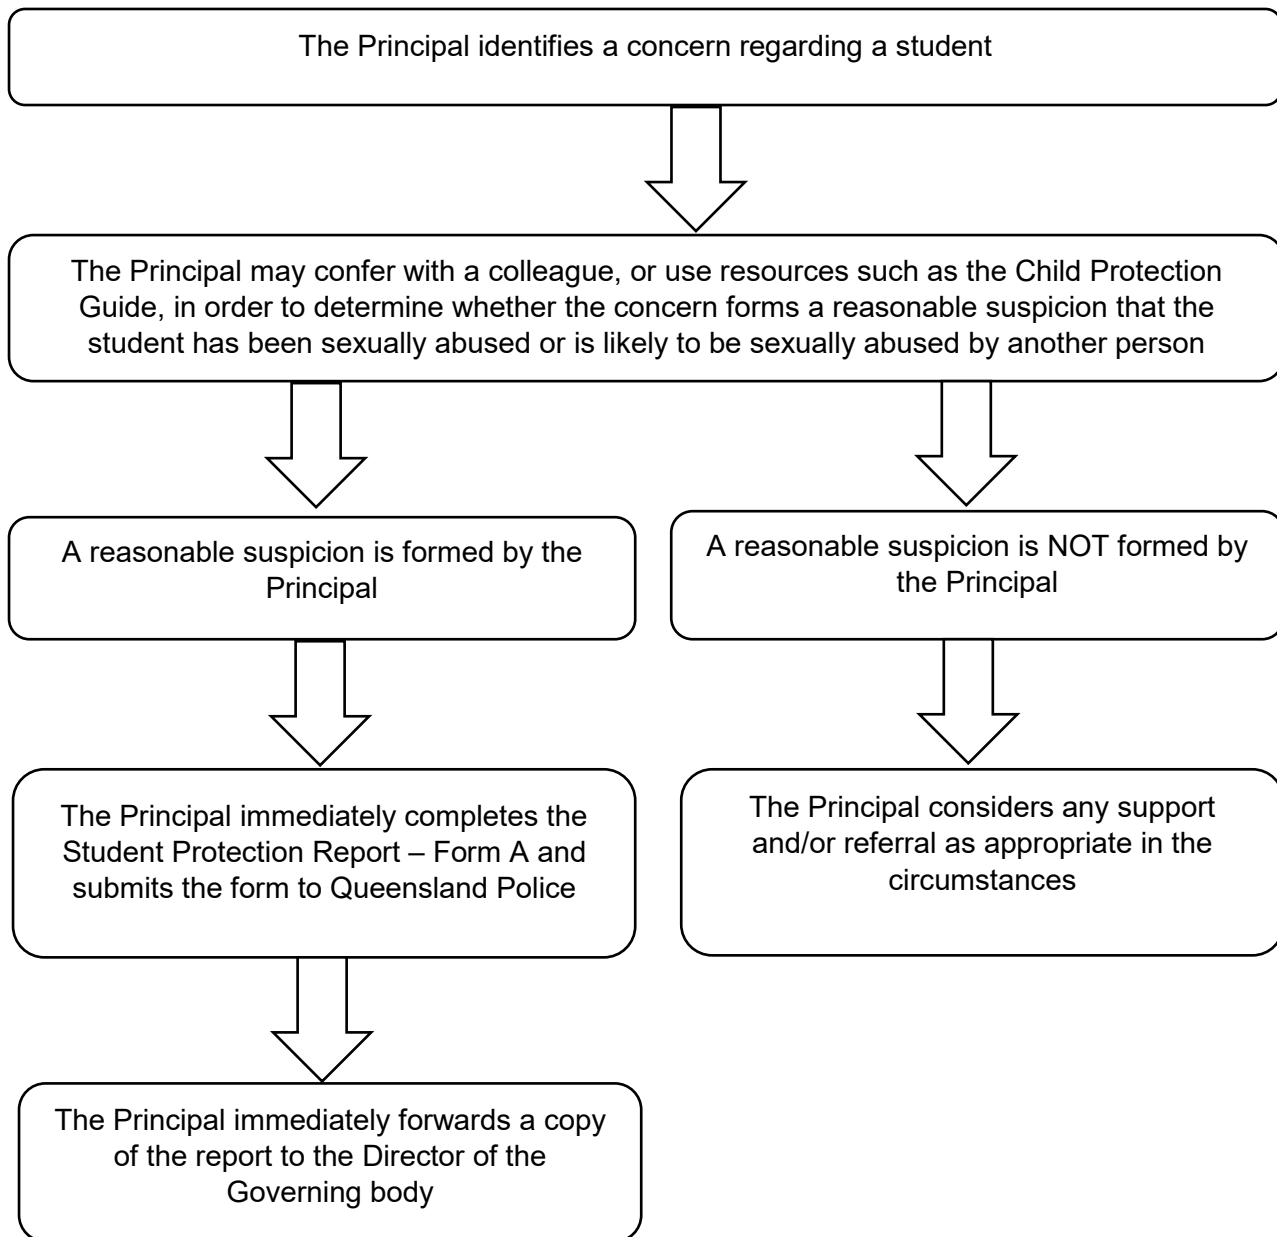 The Principal identifies a concern regarding a student
The Principal may confer with a colleague, or use resources such as the Child Protection
Guide, in order to determine whether the concern forms a reasonable suspicion that the
student has been sexually abused or is likely to be sexually abused by another person
A reasonable suspicion is formed by the
Principal
A reasonable suspicion is NOT formed by
the Principal
The Principal immediately completes the
Student Protection Report – Form A and
submits the form to Queensland Police
The Principal considers any support
and/or referral as appropriate in the
circumstances
The Principal immediately forwards a copy
of the report to the Director of the
Governing body